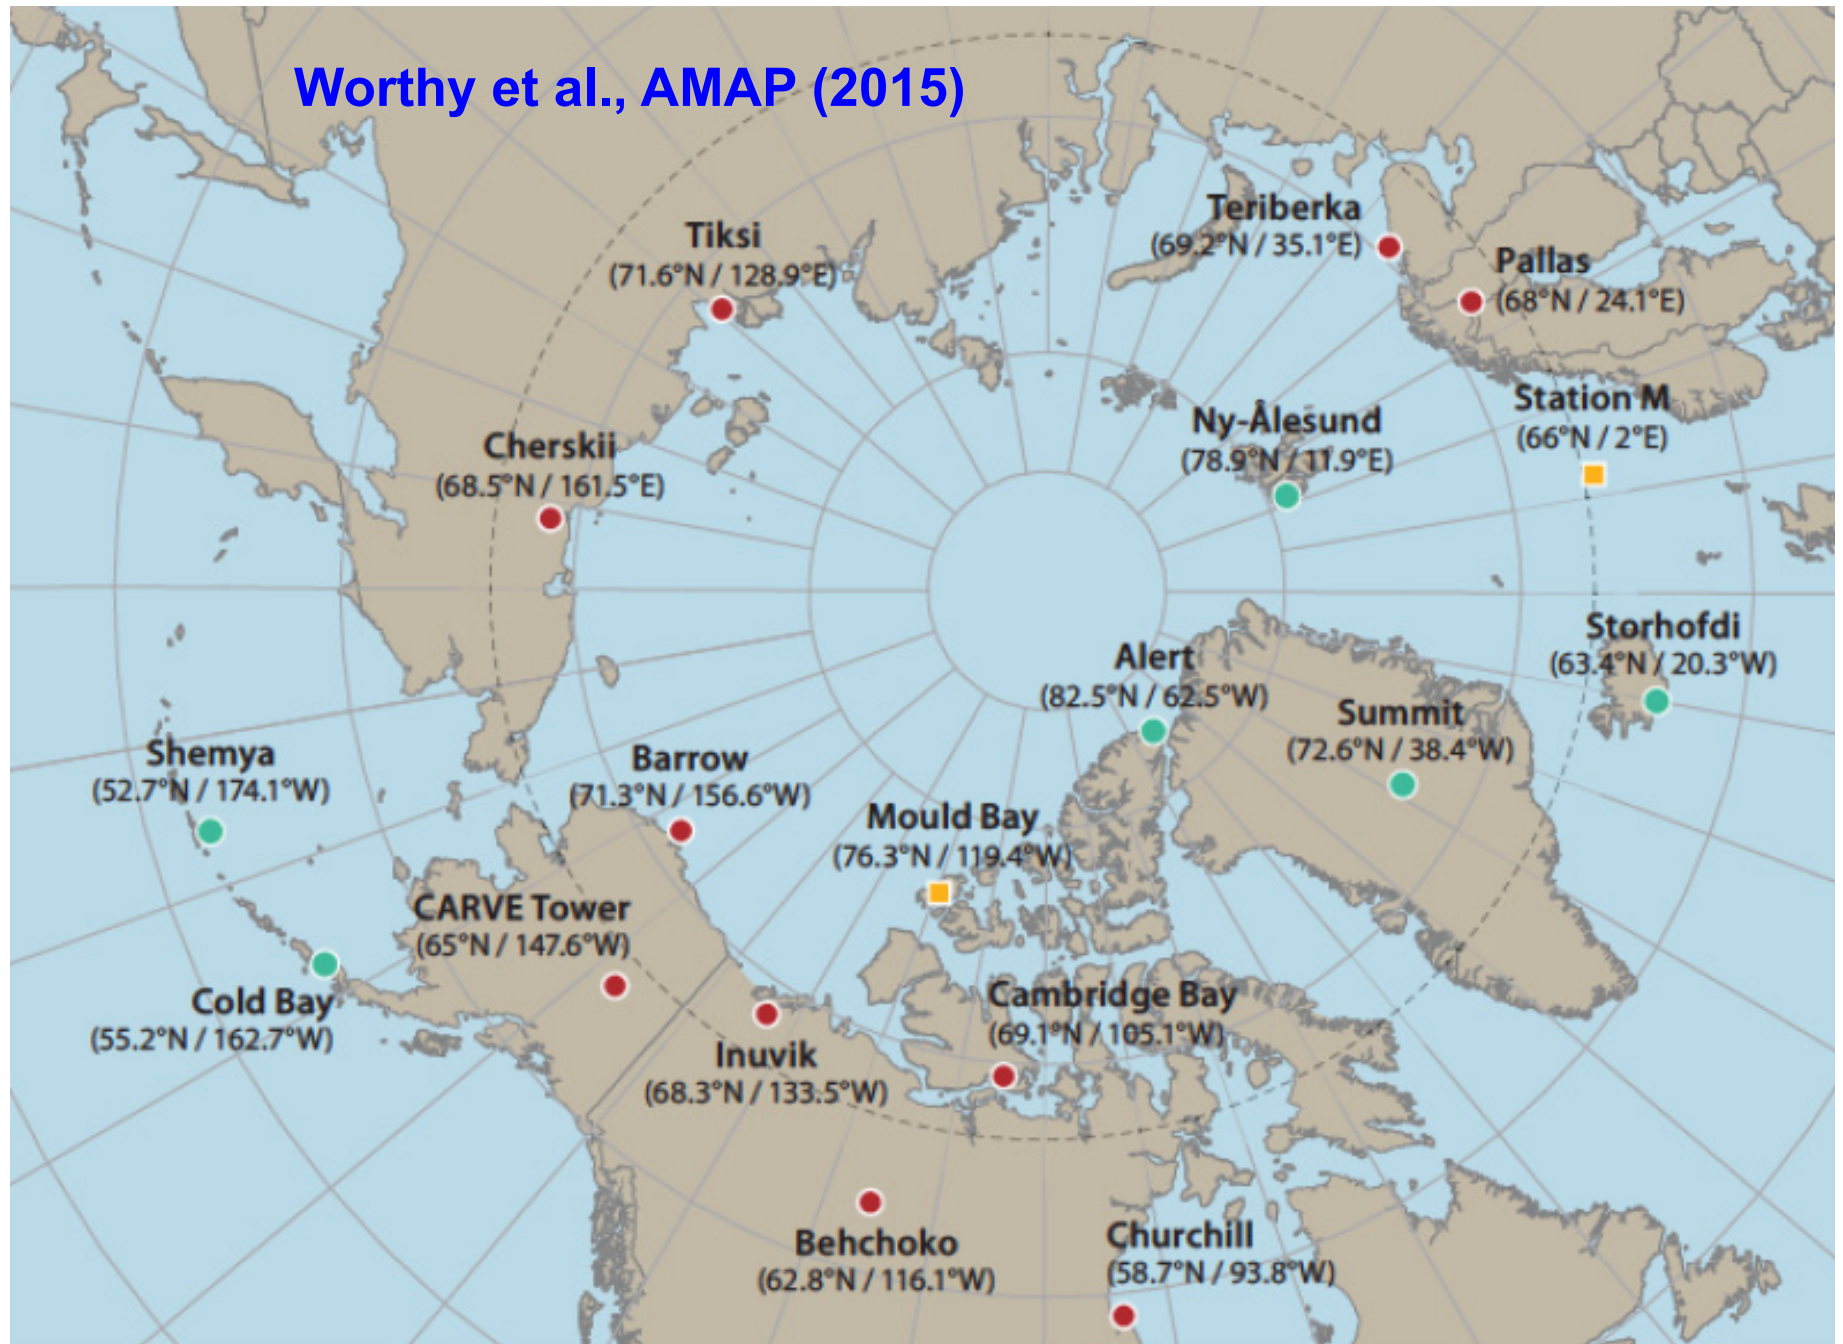 Worthy et al., AMAP (2015)
Teriberka
(69.2°N / 35.1°E)
Tiksi
(71.6°N / 128.9°E)
Pallas
(68°N / 24.1°E)
Station M
(66°N / 2°E)
Ny-Ålesund
(78.9°N / 11.9°E)
Cherskii
(68.5°N / 161.5°E)
Storhofdi
(63.4°N / 20.3°W)
Alert
(82.5°N / 62.5°W)
Summit
(72.6°N / 38.4°W)
Shemya
(52.7°N / 174.1°W)
Barrow
(71.3°N / 156.6°W)
Mould Bay
(76.3°N / 119.4°W)
CARVE Tower
(65°N / 147.6°W)
Cold Bay
(55.2°N / 162.7°W)
Cambridge Bay
(69.1°N / 105.1°W)
Inuvik
(68.3°N / 133.5°W)
Behchoko
(62.8°N / 116.1°W)
Churchill
(58.7°N / 93.8°W)